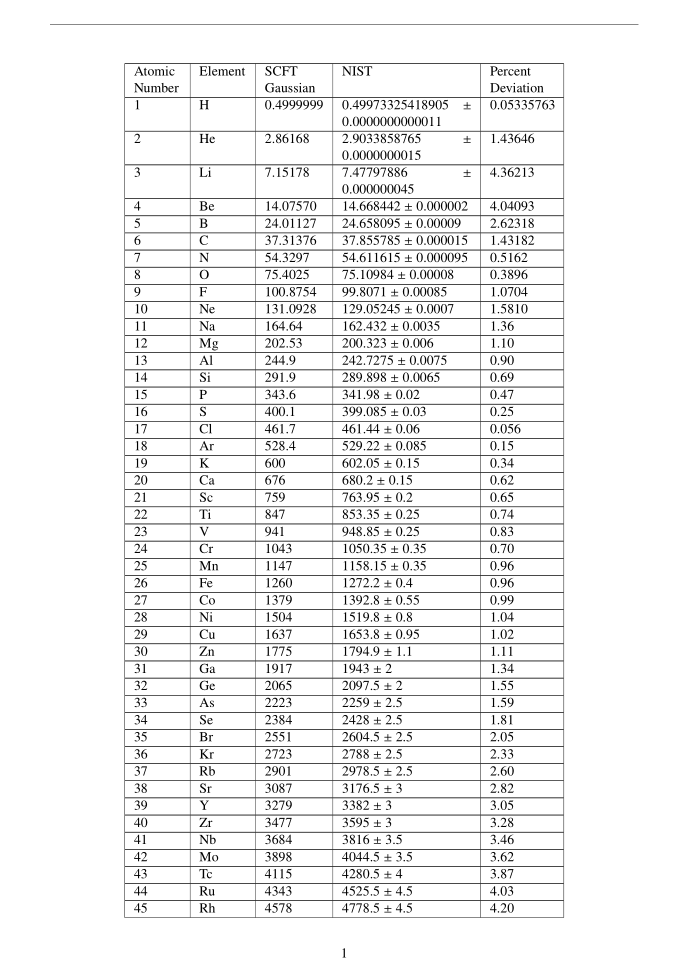 Atomic Number Element SCFT Gaussian NIST Percent Deviation
1 H 0.4999999 0.49973325418905 ± 0.0000000000011 0.05335763
2 He 2.86168 2.9033858765 ± 0.0000000015 1.43646
3 Li 7.15178 7.47797886 ± 0.000000045 4.36213
4 Be 14.07570 14.668442 ± 0.000002 4.04093
5 B 24.01127 24.658095 ± 0.00009 2.62318
6 C 37.31376 37.855785 ± 0.000015 1.43182
7 N 54.3297 54.611615 ± 0.000095 0.5162
8 O 75.4025 75.10984 ± 0.00008 0.3896
9 F 100.8754 99.8071 ± 0.00085 1.0704
10 Ne 131.0928 129.05245 ± 0.0007 1.5810
11 Na 164.64 162.432 ± 0.0035 1.36
12 Mg 202.53 200.323 ± 0.006 1.10
13 Al 244.9 242.7275 ± 0.0075 0.90
14 Si 291.9 289.898 ± 0.0065 0.69
15 P 343.6 341.98 ± 0.02 0.47
16 S 400.1 399.085 ± 0.03 0.25
17 Cl 461.7 461.44 ± 0.06 0.056
18 Ar 528.4 529.22 ± 0.085 0.15
19 K 600 602.05 ± 0.15 0.34
20 Ca 676 680.2 ± 0.15 0.62
21 Sc 759 763.95 ± 0.2 0.65
22 Ti 847 853.35 ± 0.25 0.74
23 V 941 948.85 ± 0.25 0.83
24 Cr 1043 1050.35 ± 0.35 0.70
25 Mn 1147 1158.15 ± 0.35 0.96
26 Fe 1260 1272.2 ± 0.4 0.96
27 Co 1379 1392.8 ± 0.55 0.99
28 Ni 1504 1519.8 ± 0.8 1.04
29 Cu 1637 1653.8 ± 0.95 1.02
30 Zn 1775 1794.9 ± 1.1 1.11
31 Ga 1917 1943 ± 2 1.34
32 Ge 2065 2097.5 ± 2 1.55
33 As 2223 2259 ± 2.5 1.59
34 Se 2384 2428 ± 2.5 1.81
35 Br 2551 2604.5 ± 2.5 2.05
36 Kr 2723 2788 ± 2.5 2.33
37 Rb 2901 2978.5 ± 2.5 2.60
38 Sr 3087 3176.5 ± 3 2.82
39 Y 3279 3382 ± 3 3.05
40 Zr 3477 3595 ± 3 3.28
41 Nb 3684 3816 ± 3.5 3.46
42 Mo 3898 4044.5 ± 3.5 3.62
43 Tc 4115 4280.5 ± 4 3.87
44 Ru 4343 4525.5 ± 4.5 4.03
45 Rh 4578 4778.5 ± 4.5 4.20
1